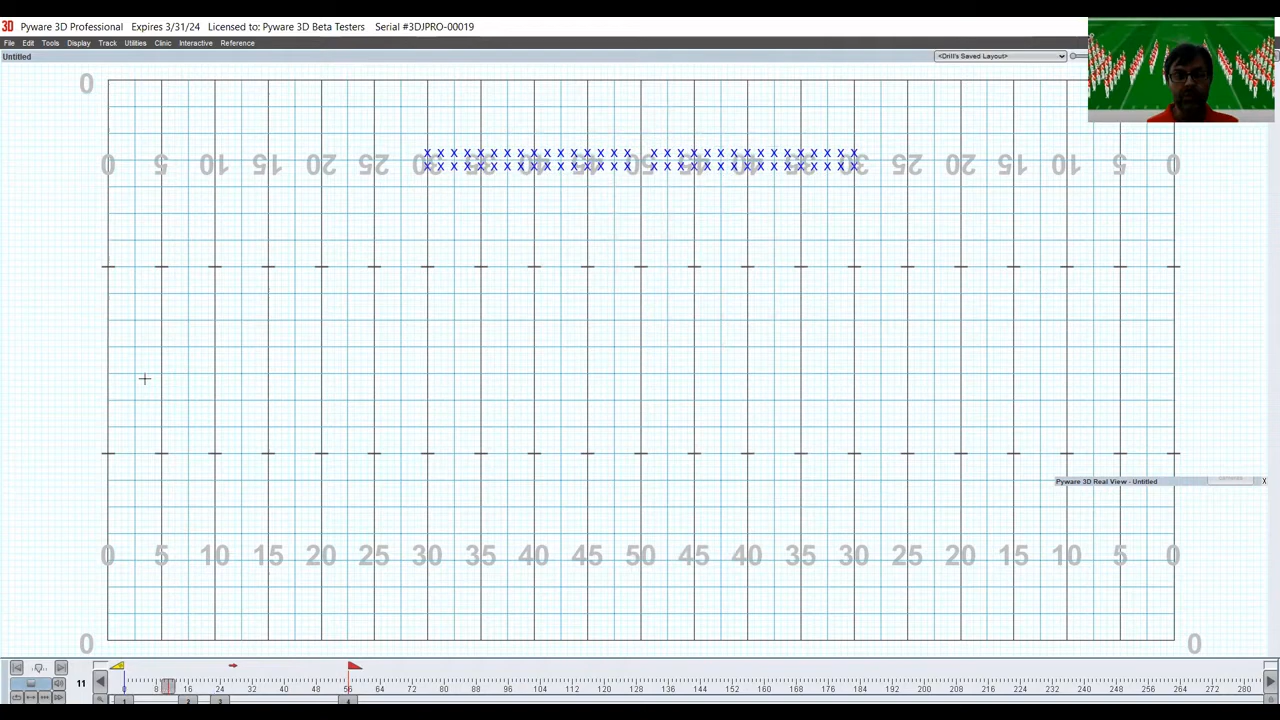 3D Pyware 3D Professional Expires 3/31/24 Licensed to: Pyware 3D Beta Testers Serial #3DJPRO-00019
File Edit Tools Display Track Utilities Clinic Interactive Reference
Untitled <Drill's Saved Layout>
0
X X X X X X X X X X X X X X X X X X X X X X X X X X X X X X X X
0 5 10 15 20 25 30 35 40 45 50 45 40 35 30 25 20 15 10 5 0
X X X X X X X X X X X X X X X X X X X X X X X X X X X X X X X X
Pyware 3D Real View - Untitled X
0 5 10 15 20 25 30 35 40 45 50 45 40 35 30 25 20 15 10 5 0
0 0
11
0 8 16 24 32 40 48 56 64 72 80 88 96 104 112 120 128 136 144 152 160 168 176 184 192 200 208 216 224 232 240 248 256 264 272 280
1 2 3 4